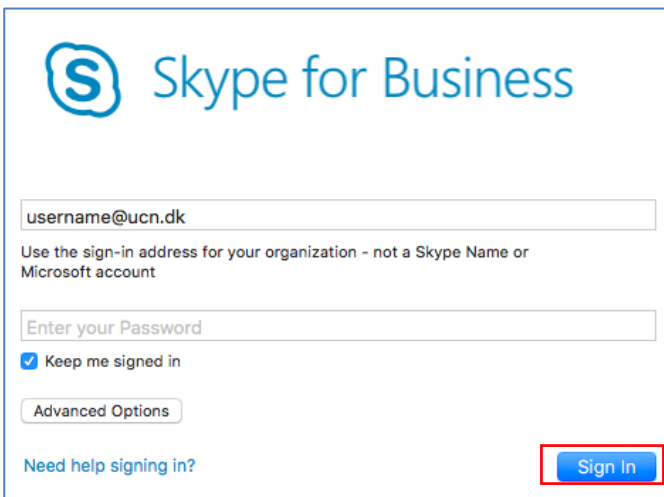 S Skype for Business
username@ucn.dk
Use the sign-in address for your organization - not a Skype Name or
Microsoft account
Enter your Password
Keep me signed in
Advanced Options
Need help signing in? Sign In